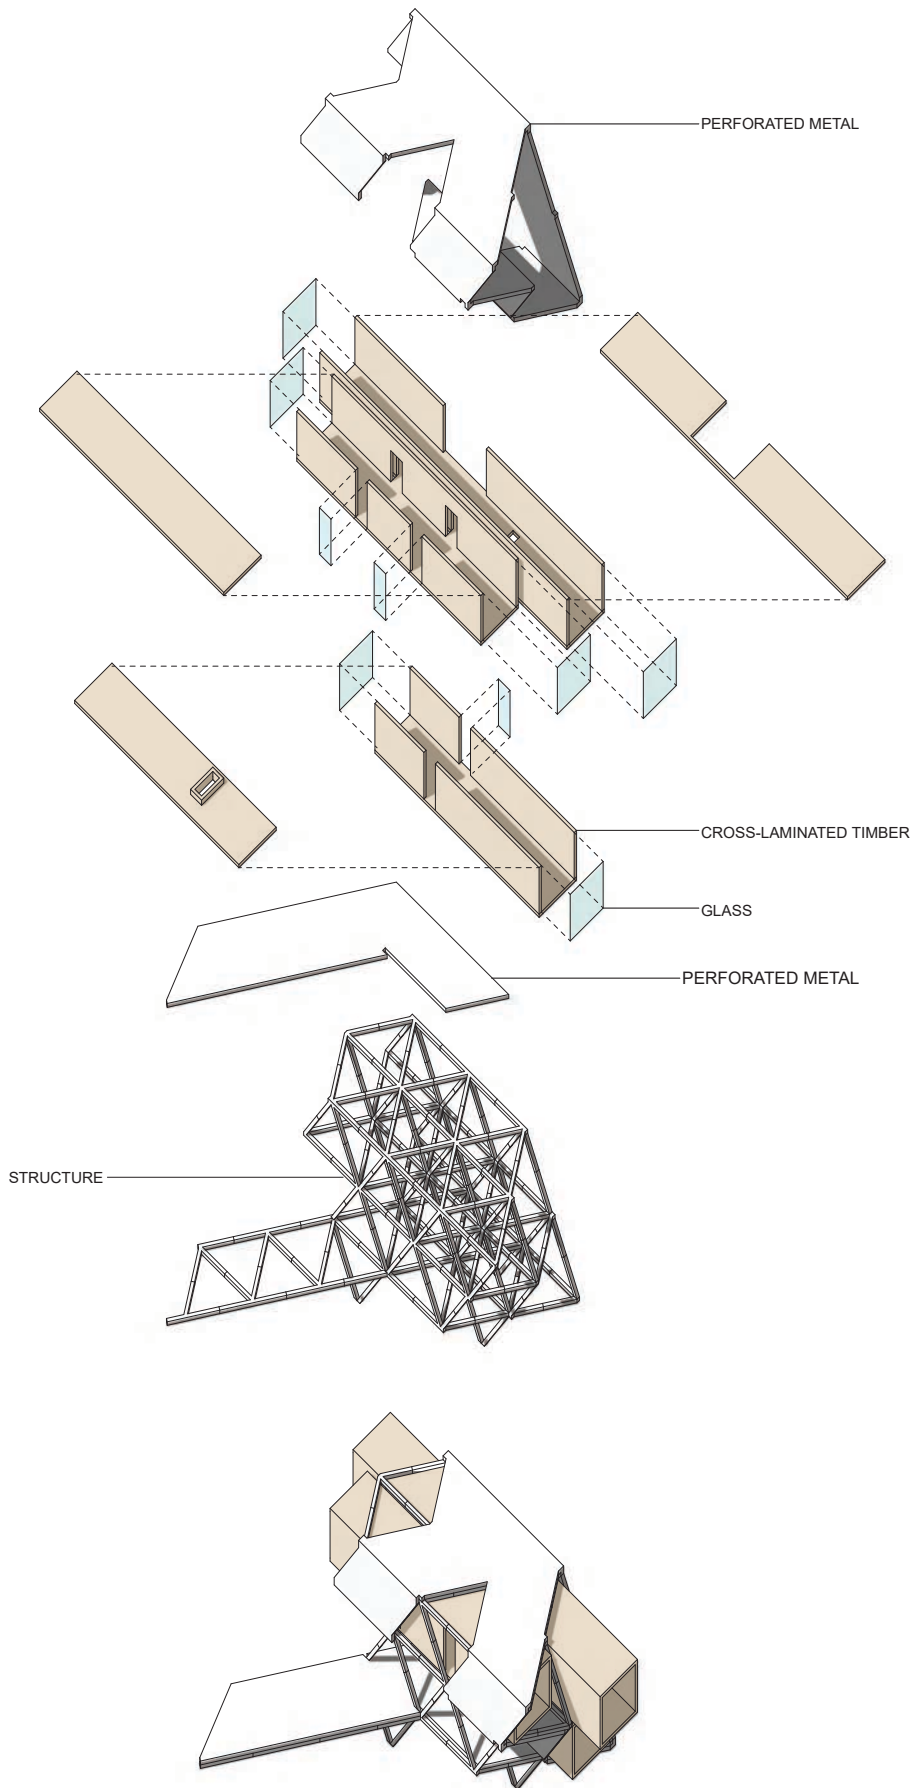 PERFORATED METAL
CROSS-LAMINATED TIMBER
GLASS
PERFORATED METAL
STRUCTURE